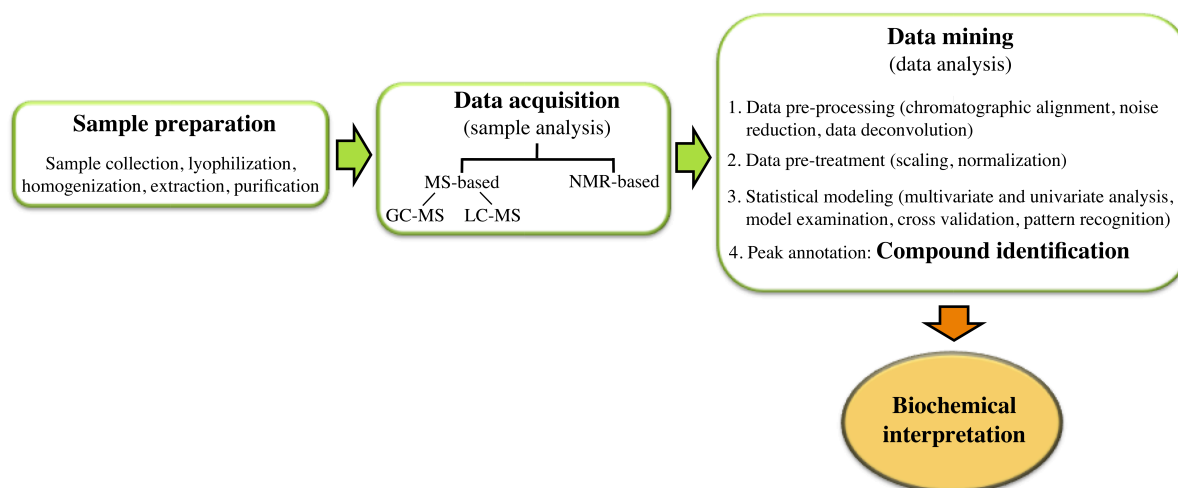 Sample preparation
Sample collection, lyophilization,
homogenization, extraction, purification
Data acquisition
(sample analysis)
MS-based
NMR-based
GC-MS
LC-MS
Data mining
(data analysis)
1. Data pre-processing (chromatographic alignment, noise
reduction, data deconvolution)
2. Data pre-treatment (scaling, normalization)
3. Statistical modeling (multivariate and univariate analysis,
model examination, cross validation, pattern recognition)
4. Peak annotation: Compound identification
Biochemical
interpretation